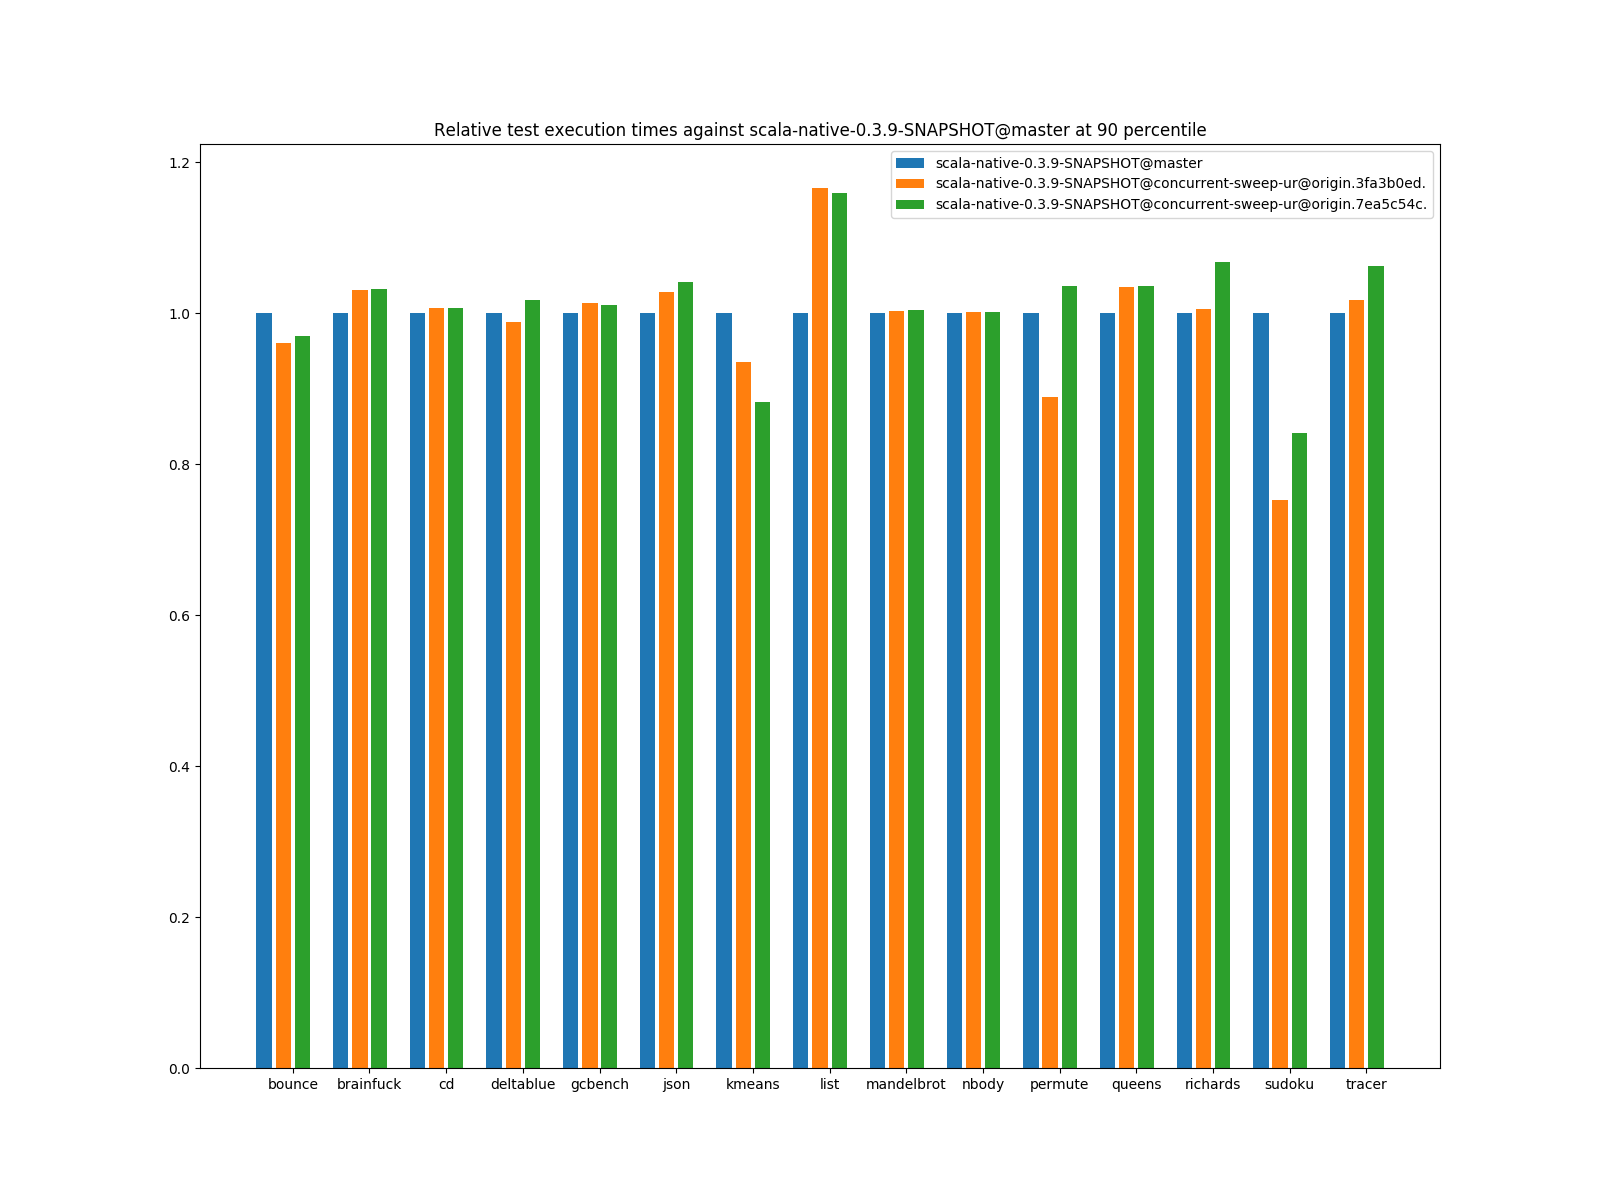 Relative test execution times against scala-native-0.3.9-SNAPSHOT@master at 90 percentile
scala-native-0.3.9-SNAPSHOT@master
scala-native-0.3.9-SNAPSHOT@concurrent-sweep-ur@origin.3fa3b0ed.
scala-native-0.3.9-SNAPSHOT@concurrent-sweep-ur@origin.7ea5c54c.
1.2
1.0
0.8
0.6
0.4
0.2
0.0
bounce brainfuck cd deltablue gcbench json kmeans list mandelbrot nbody permute queens richards sudoku tracer